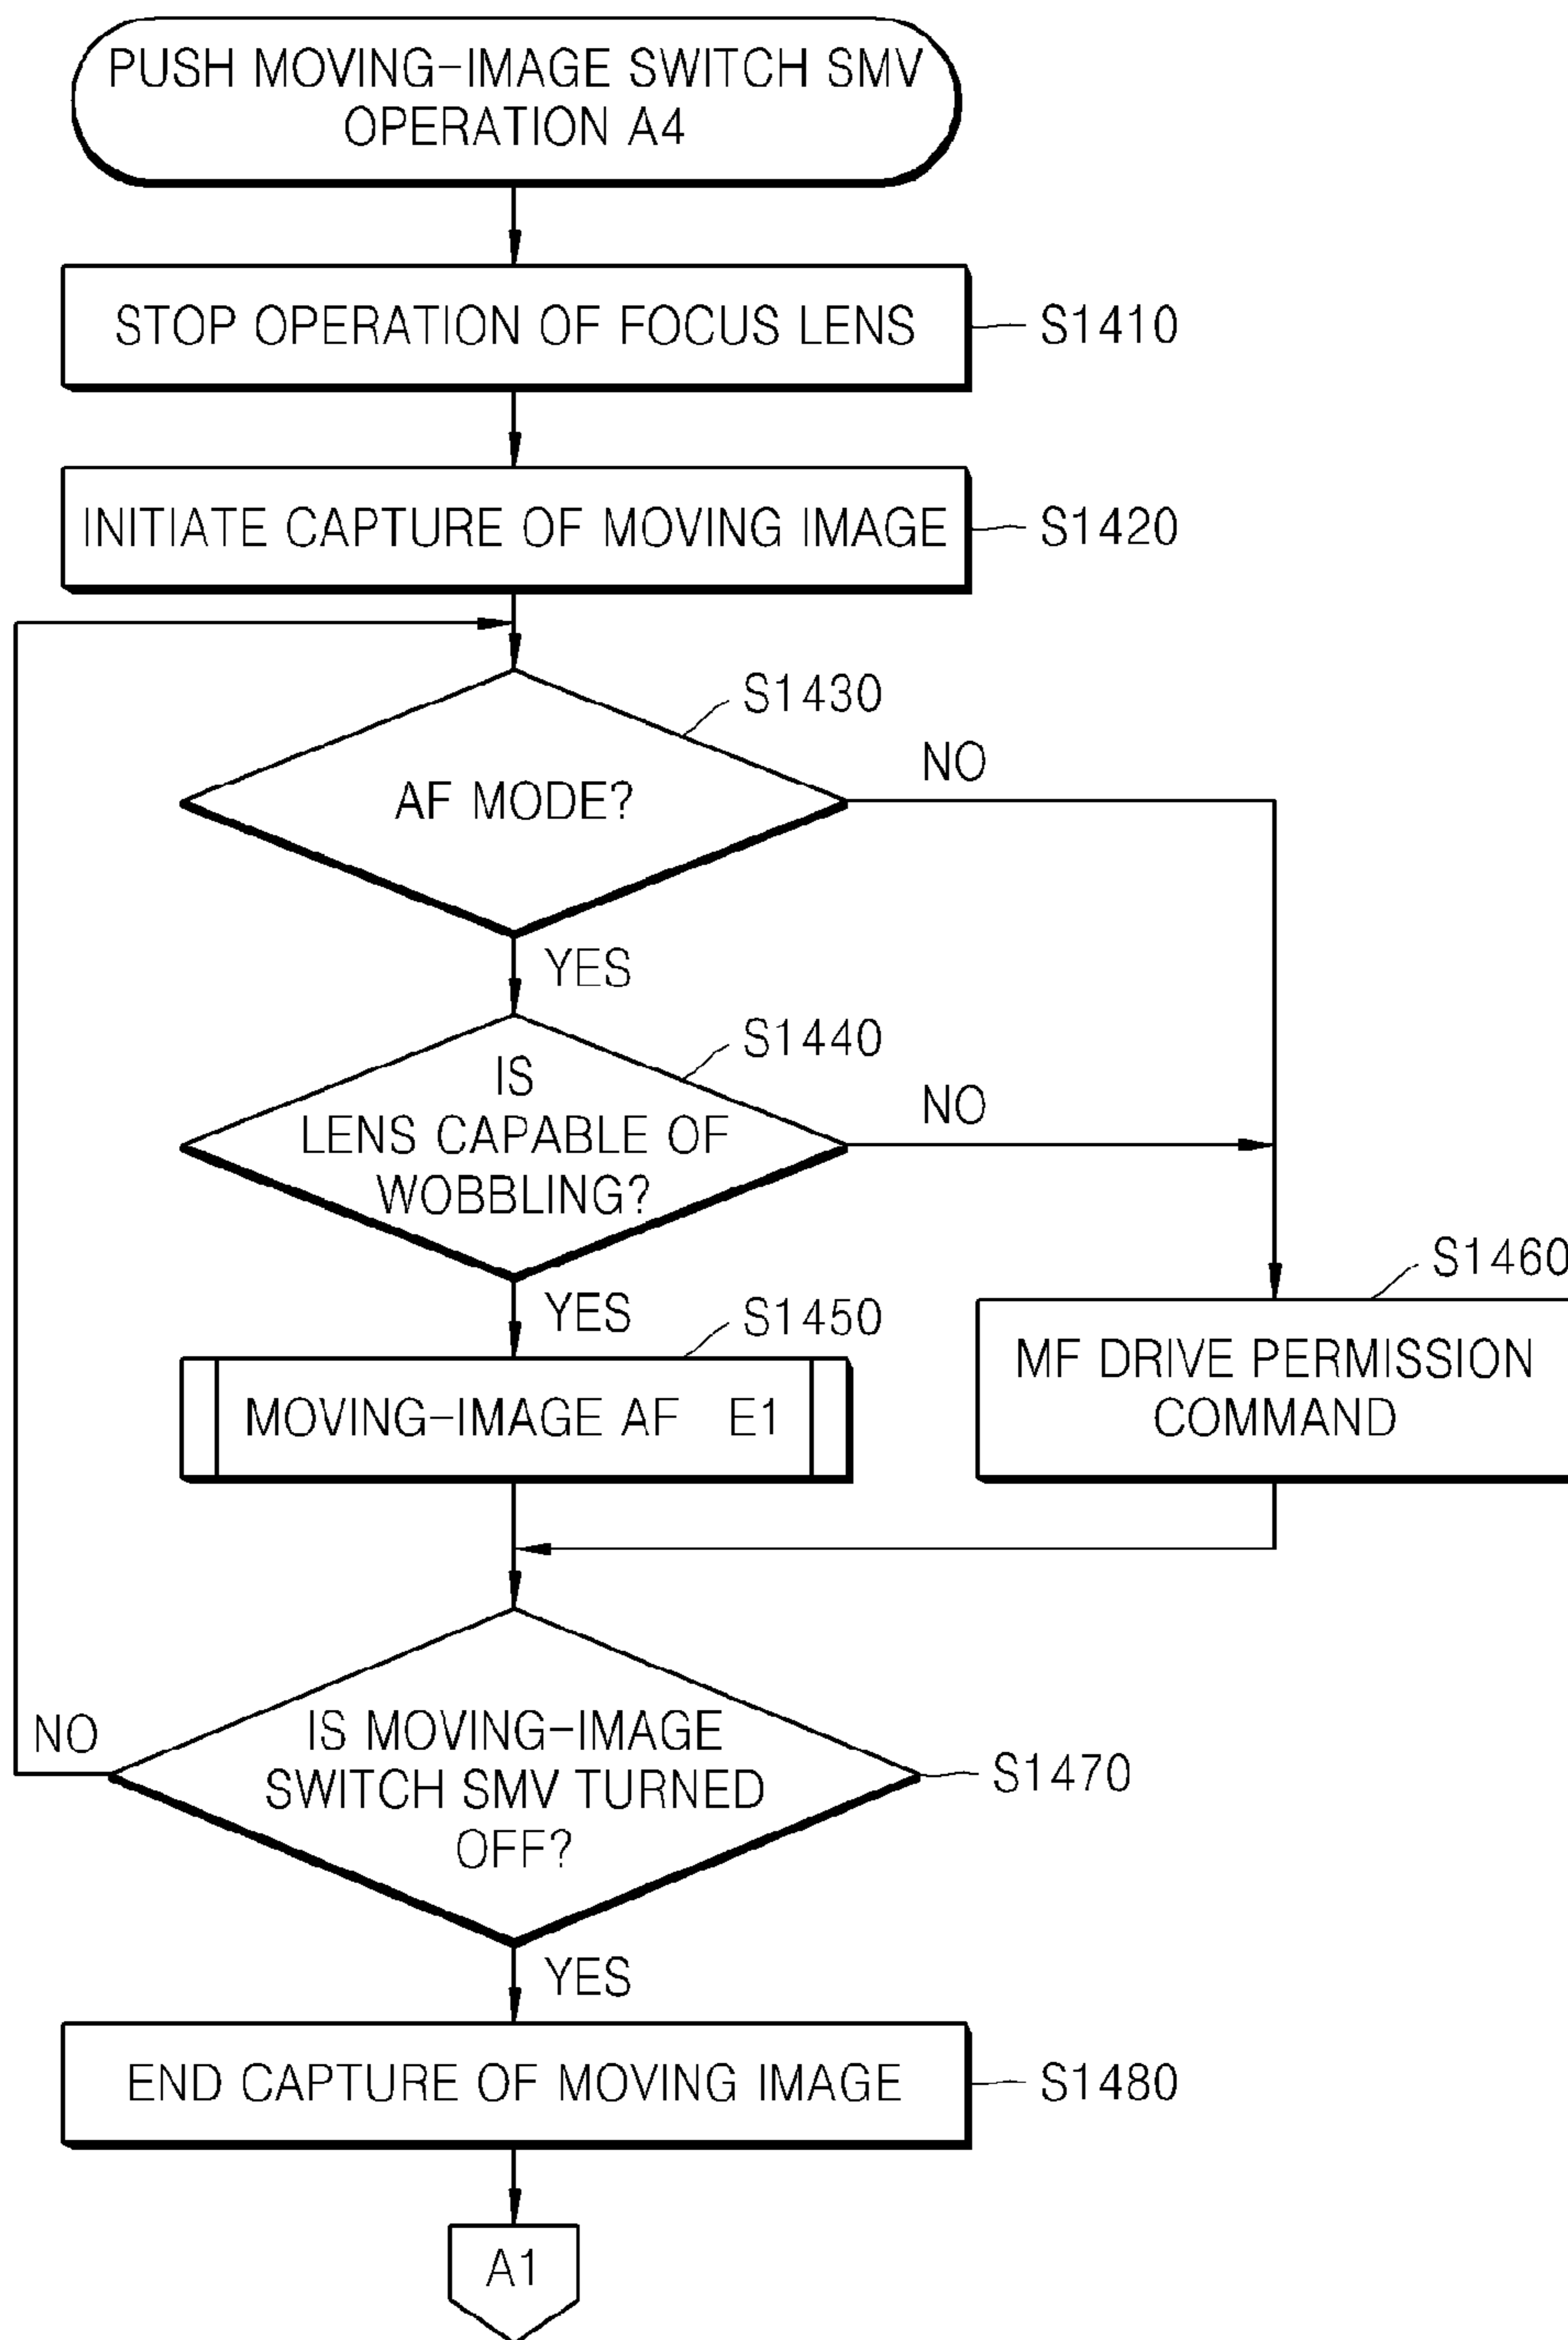 PUSH MOVING-IMAGE SWITCH SMV
OPERATION A4
STOP OPERATION OF FOCUS LENS
S1410
INITIATE CAPTURE OF MOVING IMAGE
S1420
S1430
AF MODE?
NO
YES
S1440
IS
LENS CAPABLE OF
WOBBLING?
NO
YES
S1450
MOVING-IMAGE AF E1
S1460
MF DRIVE PERMISSION
COMMAND
IS MOVING-IMAGE
SWITCH SMV TURNED
OFF?
NO
S1470
YES
END CAPTURE OF MOVING IMAGE
S1480
A1